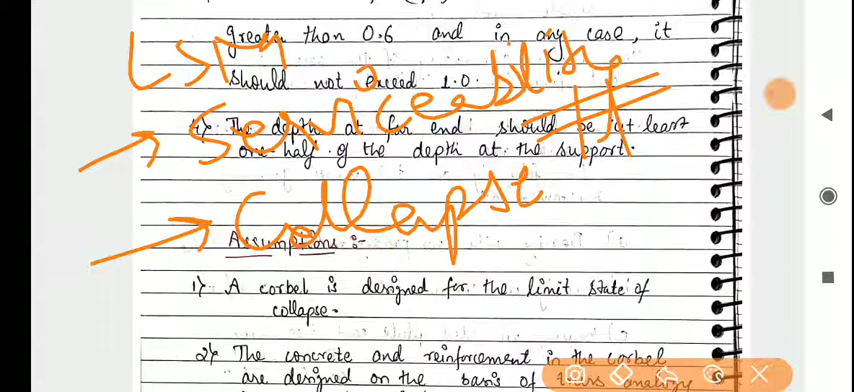 greater than 0.6 and in any case, it
should not exceed 1.0.
LSM
4) The depth at far end should be at least
one-half of the depth at the support.
→ Serviceability
→ Collapse
Assumptions :-
1) A corbel is designed for the limit state of
collapse.
2) The concrete and reinforcement in the corbel
are designed on the basis of truss analogy